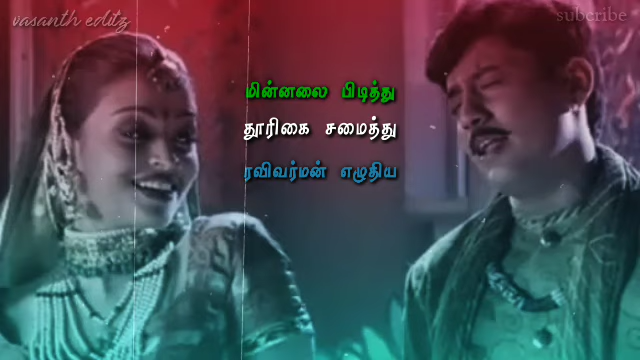 vasanth editz
subcribe
மின்னலை பிடித்து
தூரிகை சமைத்து
ரவிவர்மன் எழுதிய